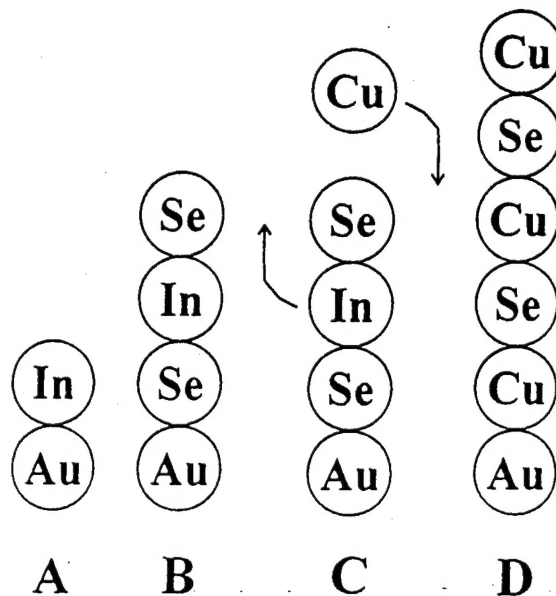 Cu
Cu
Se
Se Se Cu
In In Se
In Se Se Cu
Au Au Au Au
A B C D